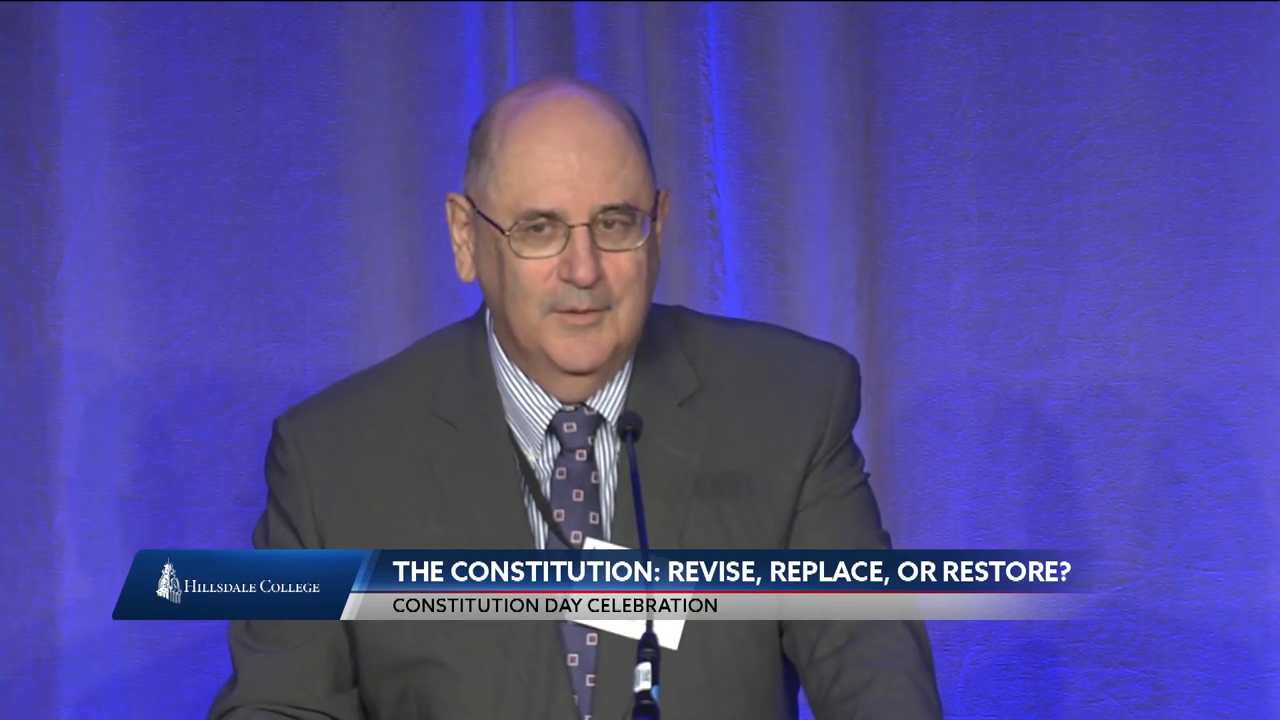 HILLSDALE COLLEGE
THE CONSTITUTION: REVISE, REPLACE, OR RESTORE?
CONSTITUTION DAY CELEBRATION